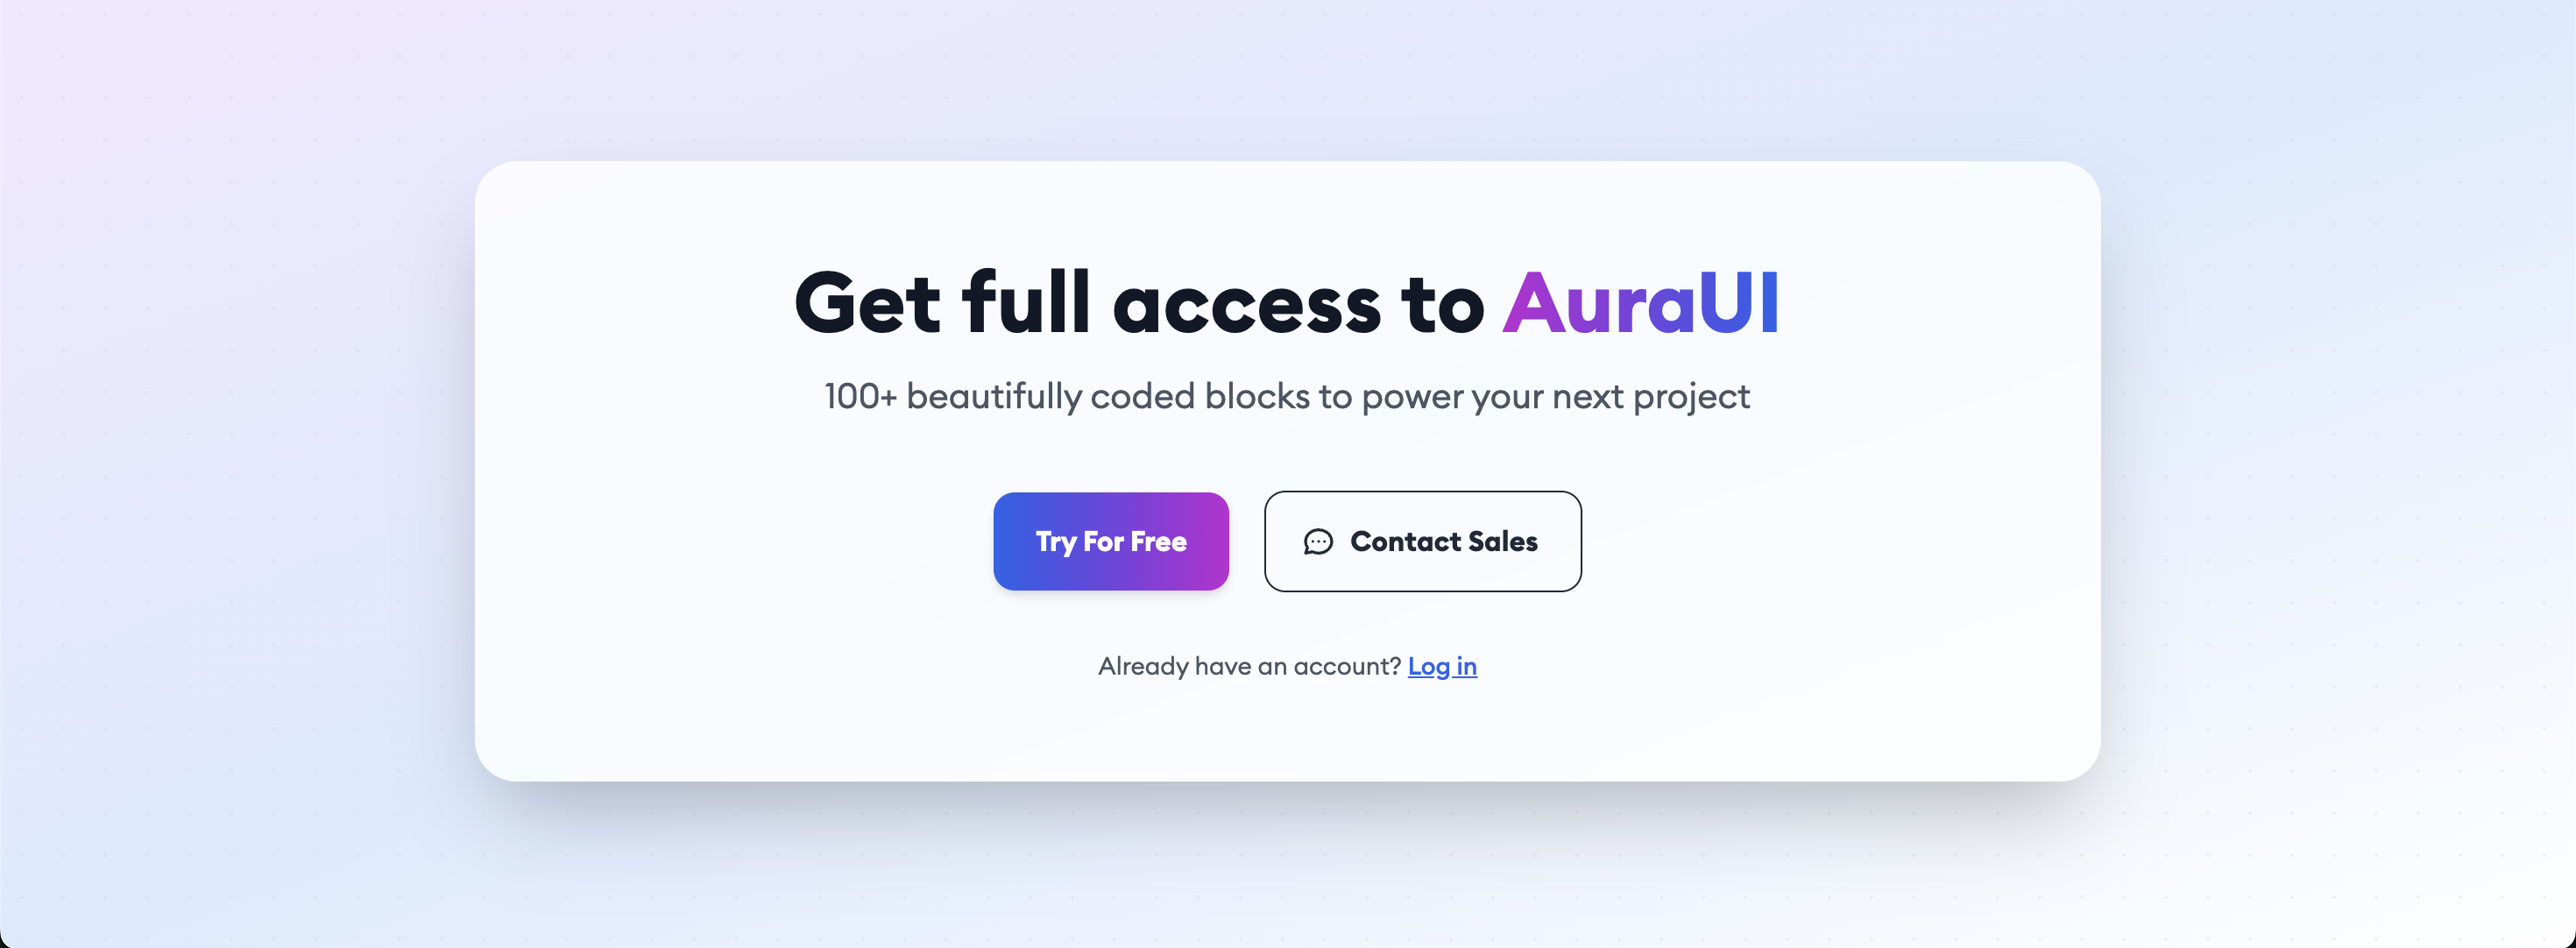 Get full access to AuraUI
100+ beautifully coded blocks to power your next project
Try For Free
Contact Sales
Already have an account? Log in